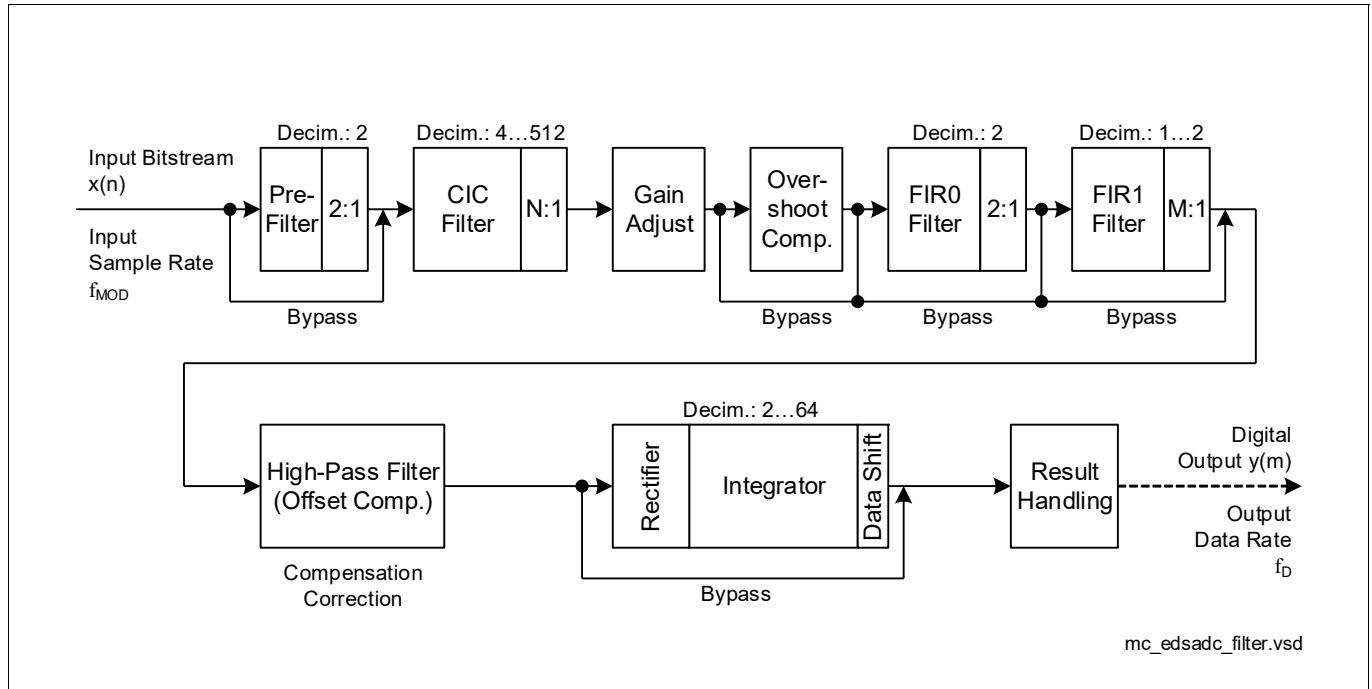 Decim.: 2
Decim.: 4...512
Decim.: 2
Decim.: 1...2
Input Bitstream
x(n)
Input
Sample Rate
fMOD
Pre-
Filter
2:1
CIC
Filter
N:1
Gain
Adjust
Over-
shoot
Comp.
FIR0
Filter
2:1
FIR1
Filter
M:1
Bypass
Bypass
Bypass
Bypass
Decim.: 2...64
High-Pass Filter
(Offset Comp.)
Compensation
Correction
Rectifier
Integrator
Data Shift
Bypass
Result
Handling
Digital
Output y(m)
Output
Data Rate
fD
mc_edsadc_filter.vsd